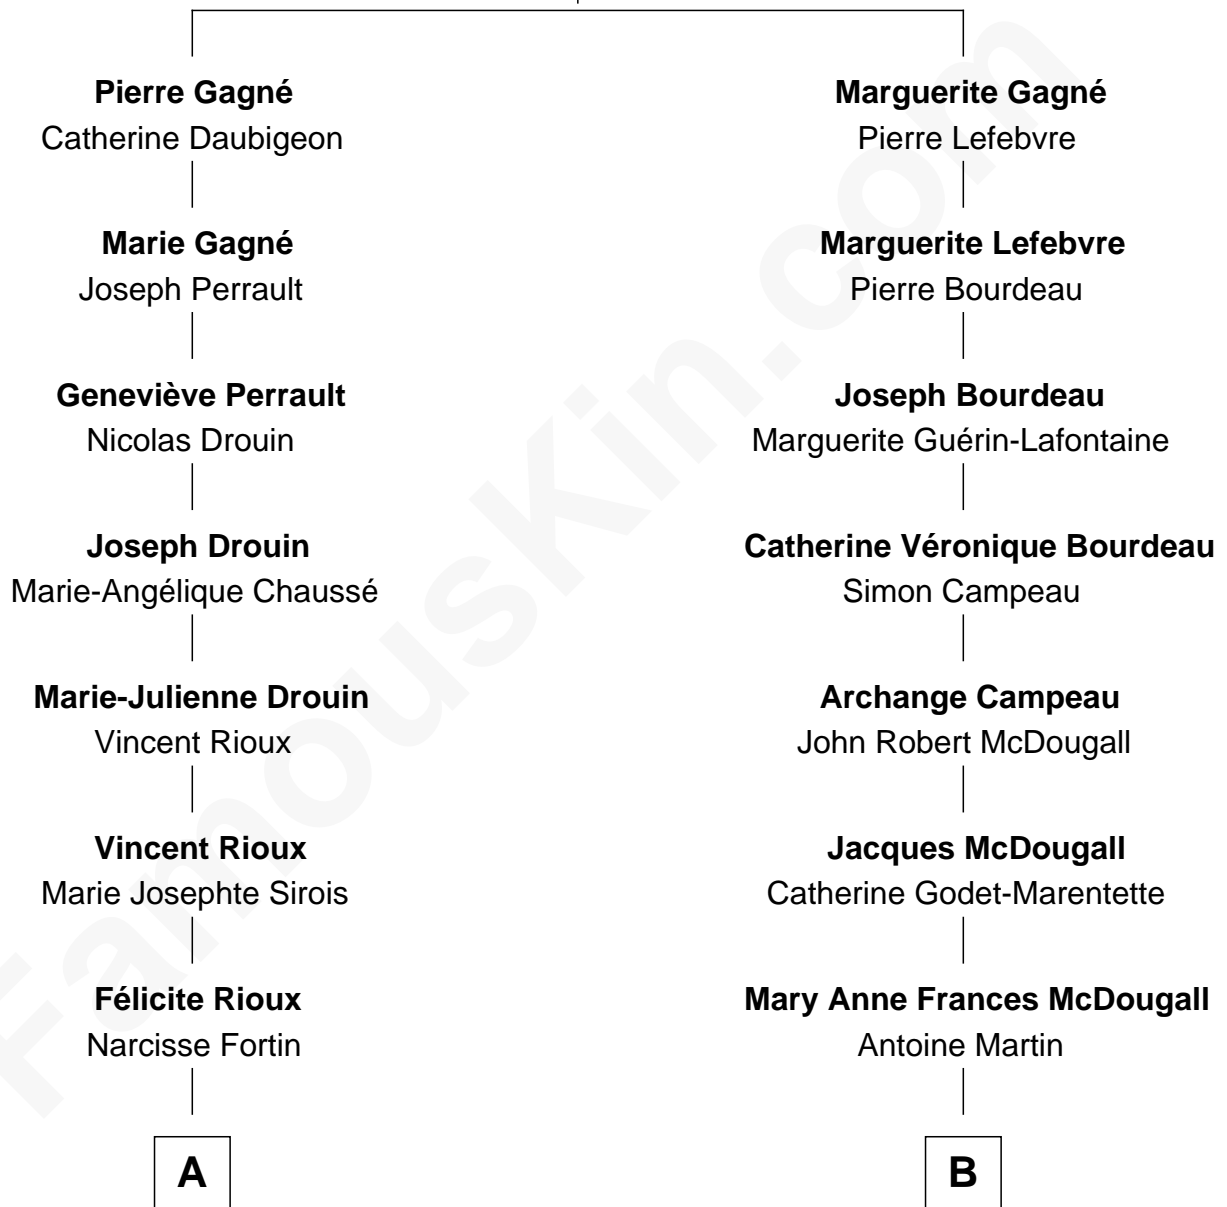 Pierre Gagné
Catherine Daubigeon
Marie Gagné
Joseph Perrault
Geneviève Perrault
Nicolas Drouin
Joseph Drouin
Marie-Angélique Chaussé
Marie-Julienne Drouin
Vincent Rioux
Vincent Rioux
Marie Josephte Sirois
Félicite Rioux
Narcisse Fortin
A
Marguerite Gagné
Pierre Lefebvre
Marguerite Lefebvre
Pierre Bourdeau
Joseph Bourdeau
Marguerite Guérin-Lafontaine
Catherine Véronique Bourdeau
Simon Campeau
Archange Campeau
John Robert McDougall
Jacques McDougall
Catherine Godet-Marentette
Mary Anne Frances McDougall
Antoine Martin
B
FamousKin.com